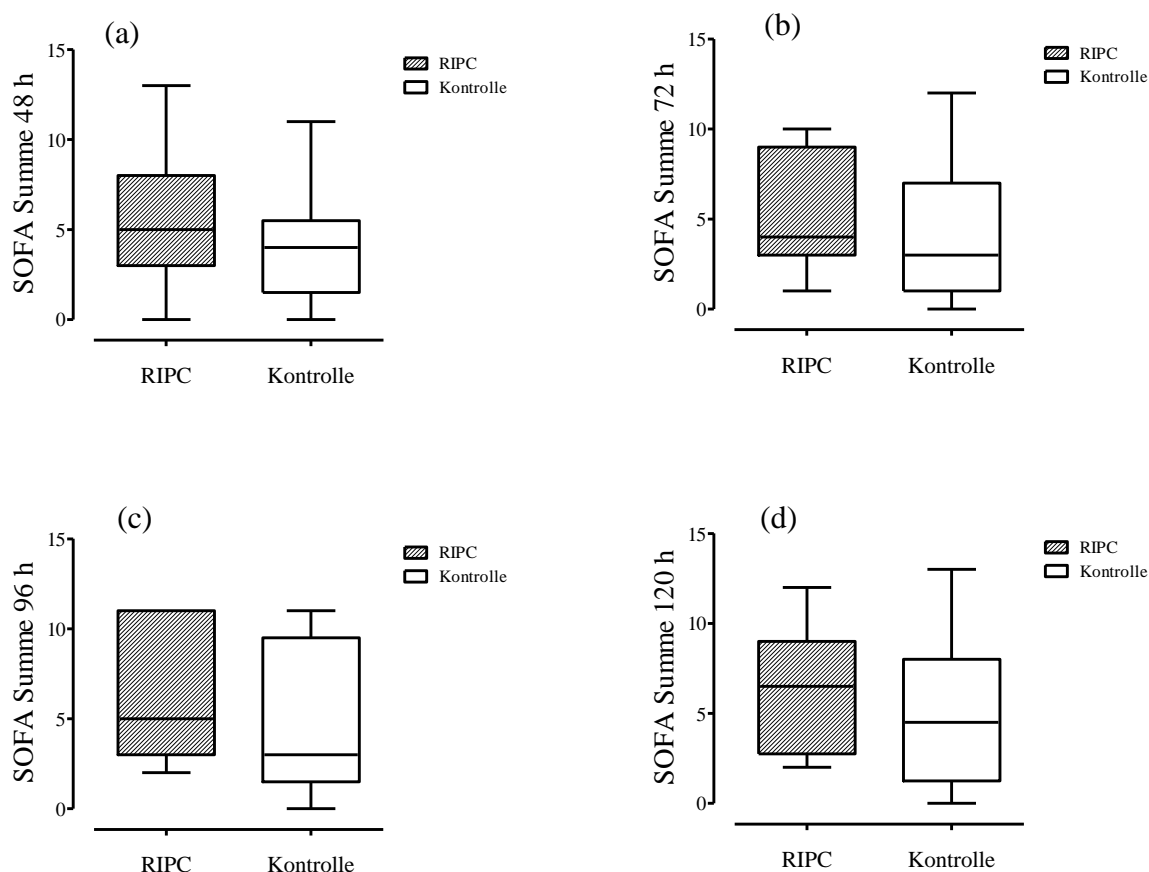 (a)
SOFA Summe 48 h
15
10
5
0
RIPC
Kontrolle
RIPC Kontrolle
(b)
SOFA Summe 72 h
15
10
5
0
RIPC
Kontrolle
RIPC Kontrolle
(c)
SOFA Summe 96 h
15
10
5
0
RIPC
Kontrolle
RIPC Kontrolle
(d)
SOFA Summe 120 h
15
10
5
0
RIPC
Kontrolle
RIPC Kontrolle